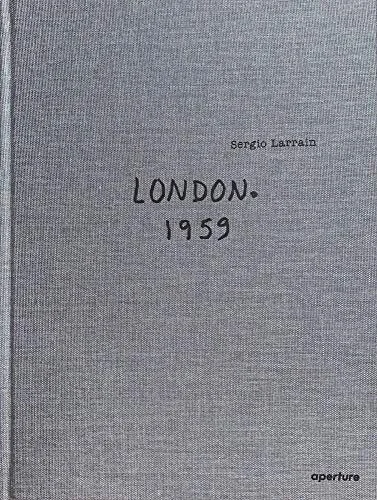 Sergio Larrain
LONDON.
1959
aperture